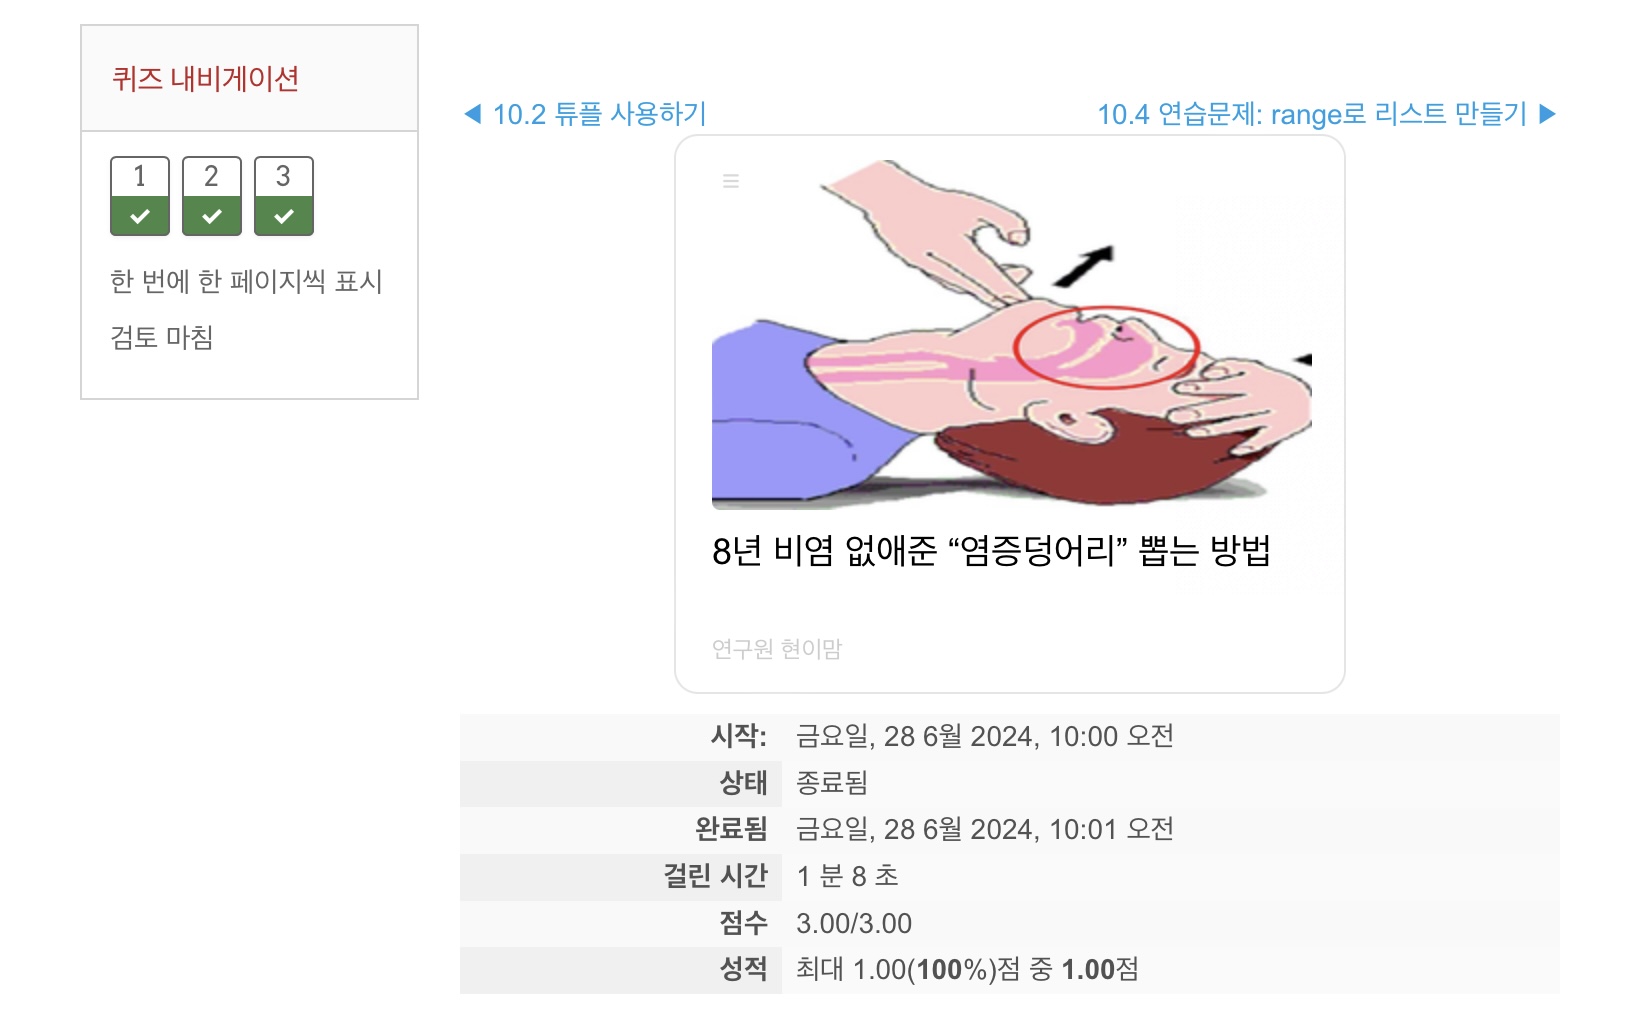 퀴즈 내비게이션
1
2
3
한 번에 한 페이지씩 표시
검토 마침
◀ 10.2 튜플 사용하기
10.4 연습문제: range로 리스트 만들기 ▶
8년 비염 없애준 “염증덩어리” 뽑는 방법
연구원 현이맘
시작: 금요일, 28 6월 2024, 10:00 오전
상태 종료됨
완료됨 금요일, 28 6월 2024, 10:01 오전
걸린 시간 1 분 8 초
점수 3.00/3.00
성적 최대 1.00(100%)점 중 1.00점